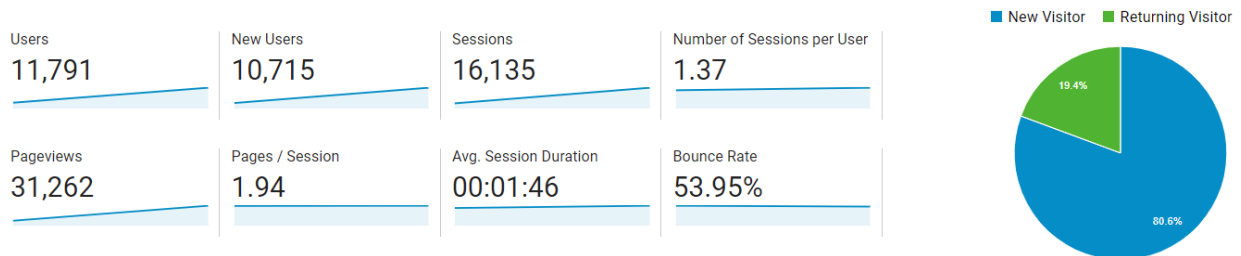 New Visitor Returning Visitor
Users New Users Sessions Number of Sessions per User
11,791 10,715 16,135 1.37
Pageviews Pages / Session Avg. Session Duration Bounce Rate
31,262 1.94 00:01:46 53.95%
19.4%
80.6%